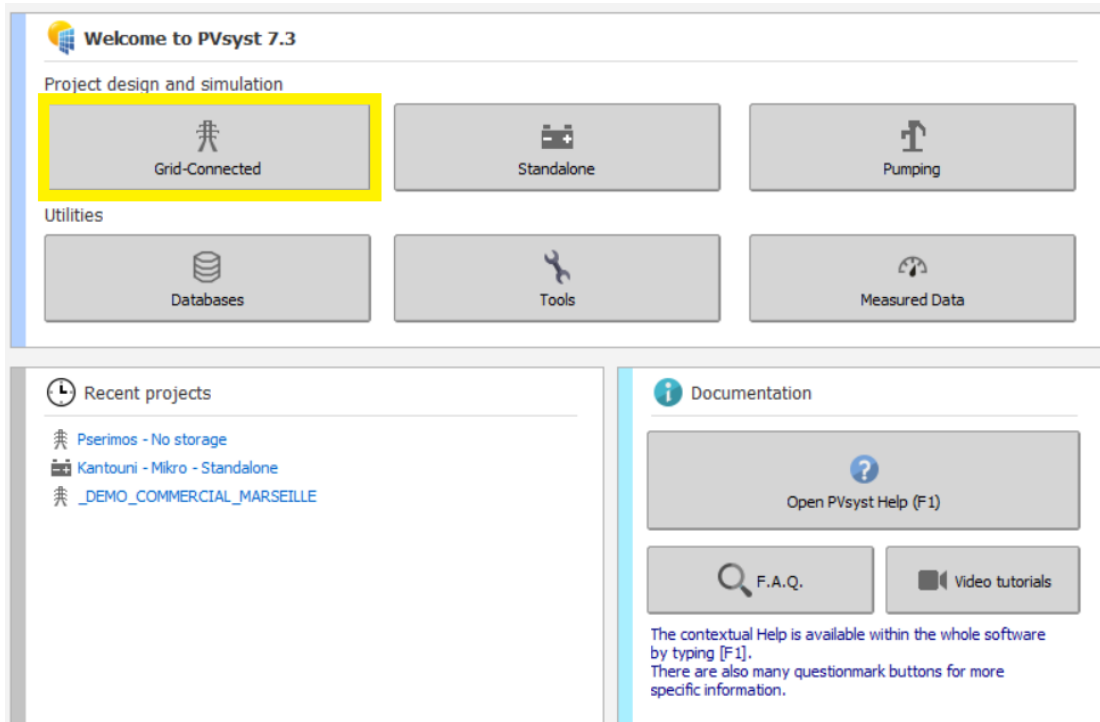 Welcome to PVsyst 7.3
Project design and simulation
Grid-Connected
Standalone
Pumping
Utilities
Databases
Tools
Measured Data
Recent projects
Pserimos - No storage
Kantouni - Mikro - Standalone
_DEMO_COMMERCIAL_MARSEILLE
Documentation
Open PVsyst Help (F1)
F.A.Q.
Video tutorials
The contextual Help is available within the whole software
by typing [F1].
There are also many questionmark buttons for more
specific information.